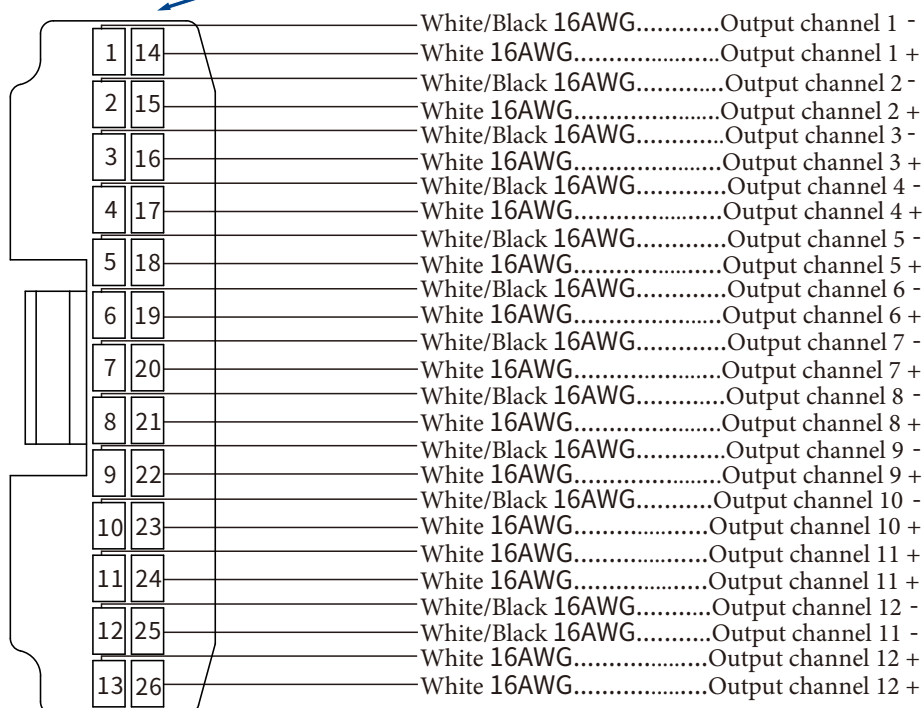 White/Black 16AWG............Output channel 1 -
1 14 White 16AWG.......................Output channel 1 +
White/Black 16AWG............Output channel 2 -
2 15 White 16AWG.......................Output channel 2 +
White/Black 16AWG............Output channel 3 -
3 16 White 16AWG.......................Output channel 3 +
White/Black 16AWG............Output channel 4 -
4 17 White 16AWG.......................Output channel 4 +
White/Black 16AWG............Output channel 5 -
5 18 White 16AWG.......................Output channel 5 +
White/Black 16AWG............Output channel 6 -
6 19 White 16AWG.......................Output channel 6 +
White/Black 16AWG............Output channel 7 -
7 20 White 16AWG.......................Output channel 7 +
White/Black 16AWG............Output channel 8 -
8 21 White 16AWG.......................Output channel 8 +
White/Black 16AWG............Output channel 9 -
9 22 White 16AWG.......................Output channel 9 +
White/Black 16AWG..........Output channel 10 -
10 23 White 16AWG.....................Output channel 10 +
White 16AWG.....................Output channel 11 +
11 24 White 16AWG.....................Output channel 11 +
White/Black 16AWG..........Output channel 12 -
12 25 White/Black 16AWG..........Output channel 11 -
White 16AWG.....................Output channel 12 +
13 26 White 16AWG.....................Output channel 12 +